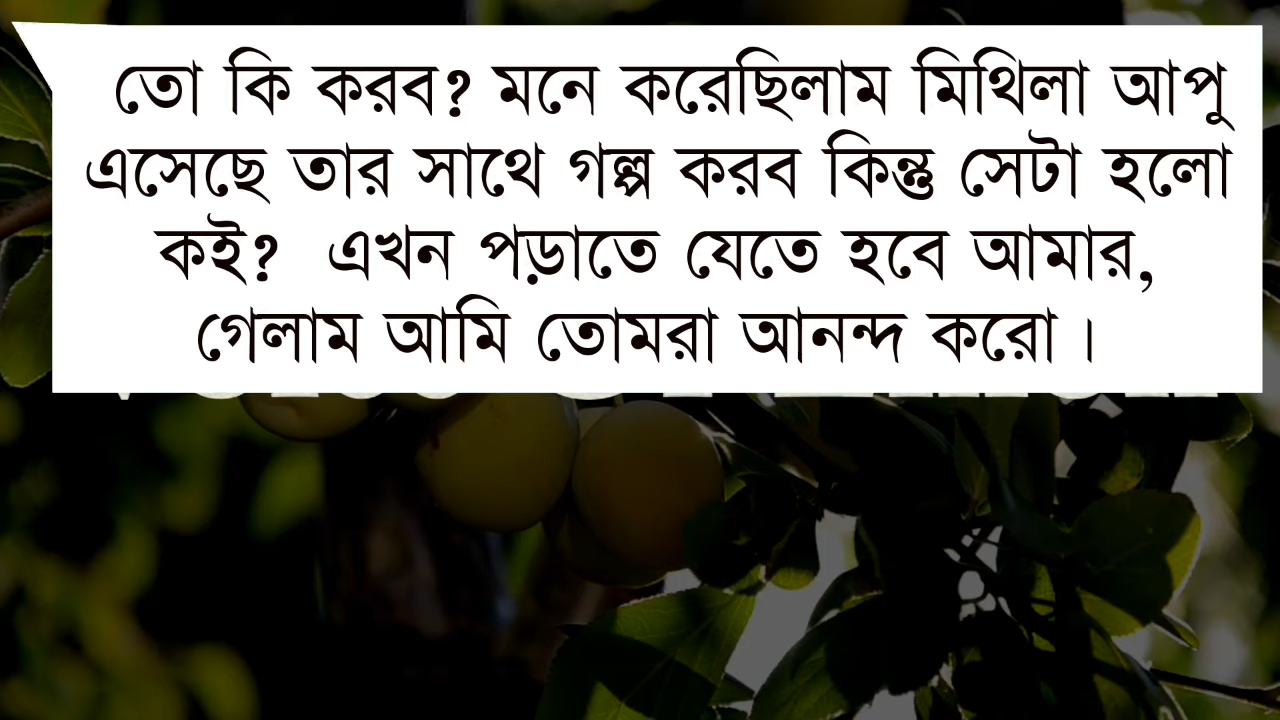 তো কি করব? মনে করেছিলাম মিথিলা আপু
এসেছে তার সাথে গল্প করব কিন্তু সেটা হলো
কই?  এখন পড়াতে যেতে হবে আমার,
গেলাম আমি তোমরা আনন্দ করো।